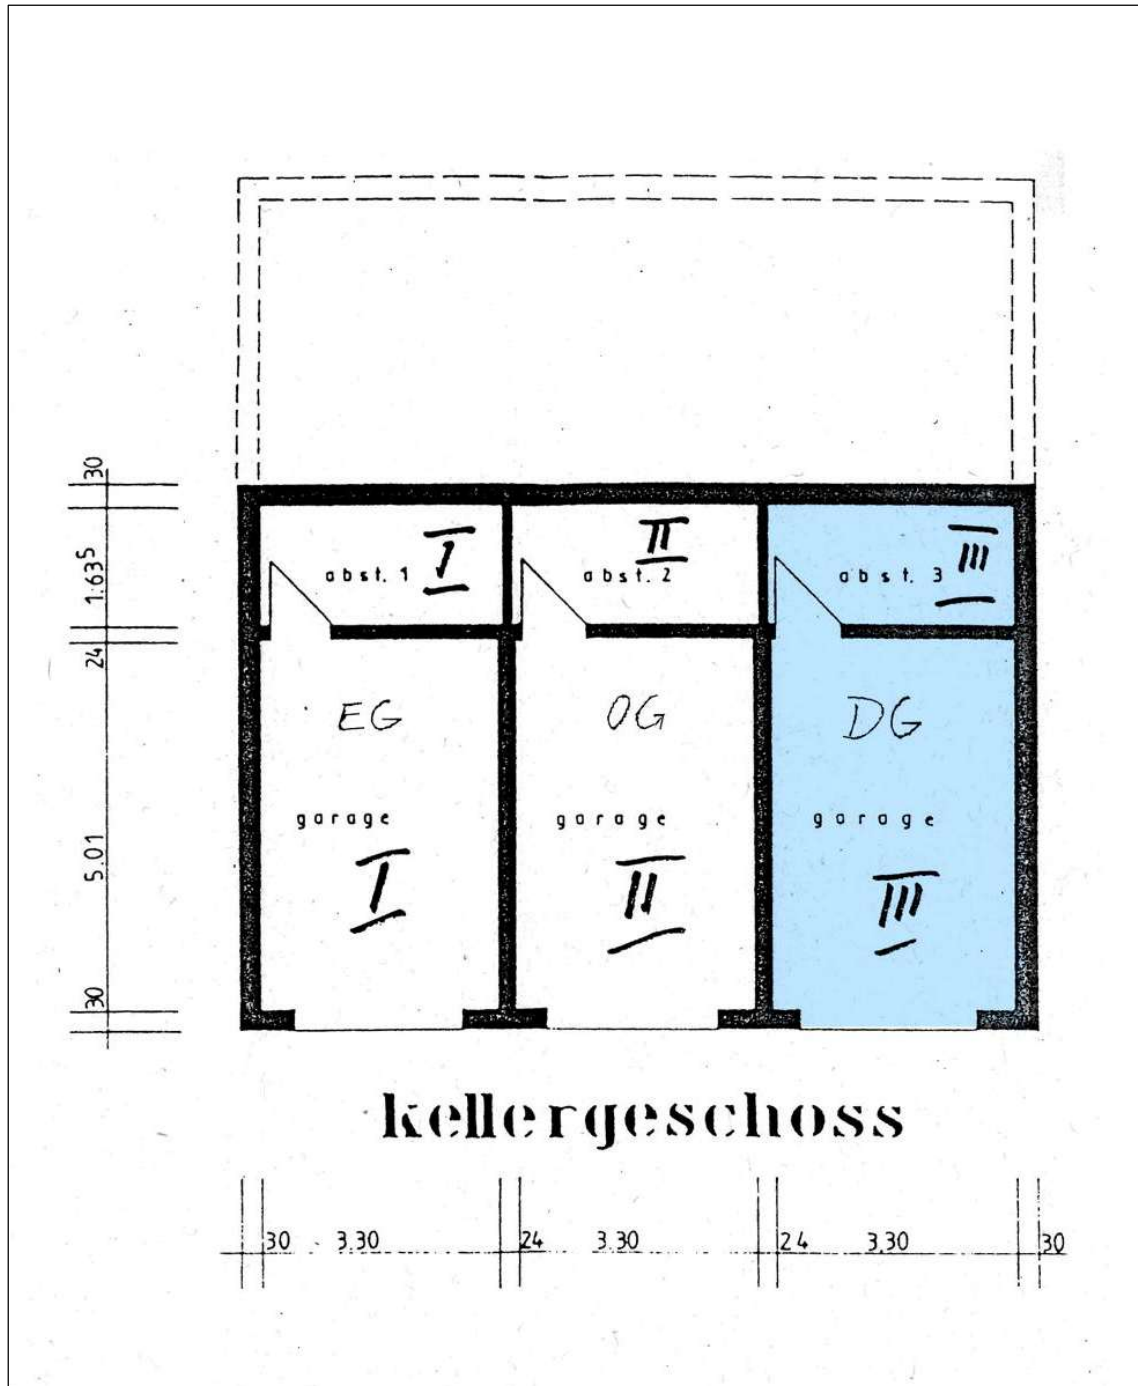 30
1.635
24
5.01
30
abst. 1 I
abst. 2 II
abst. 3 III
EG
OG
DG
garage
garage
garage
I
II
III
kellergeschoss
30 3.30 24 3.30 24 3.30 30